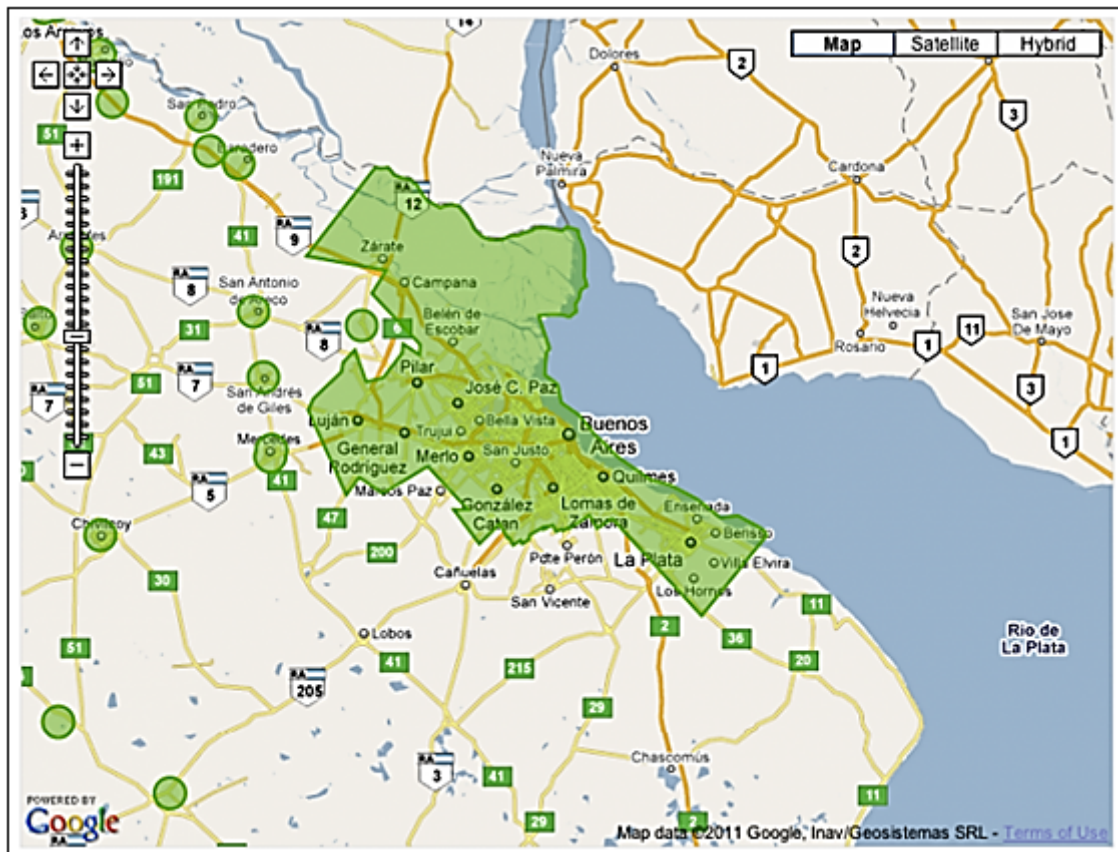 Map Satellite Hybrid
14
Dolores
2
3
51
San Pedro
Baradero
191
Nueva
Palmira
Cardona
RA
12
41
9
2
Zárate
8
San Antonio
de Areco
Campana
Nueva
Helvecia
San Jose
De Mayo
31
8
6
Belén de
Escobar
11
Rosario
1
1
7
51
7
Pilar
3
San Andrés
de Giles
José C. Paz
Luján
Trujui
Bella Vista
Buenos
Aires
1
Mercedes
General
Rodríguez
Merlo
San Justo
43
41
5
Quilmes
Marcos Paz
González
Catan
Lomas de
Zamora
Ensenada
47
Chivilcoy
Berisso
200
Pdte Perón
La Plata
Villa Elvira
30
Cañuelas
Los Hornos
San Vicente
11
2
36
Lobos
Rio de
La Plata
51
41
215
20
205
29
Chascomús
3
41
11
POWERED BY
Google
29
2
Map data ©2011 Google, Inav/Geosistemas SRL - Terms of Use